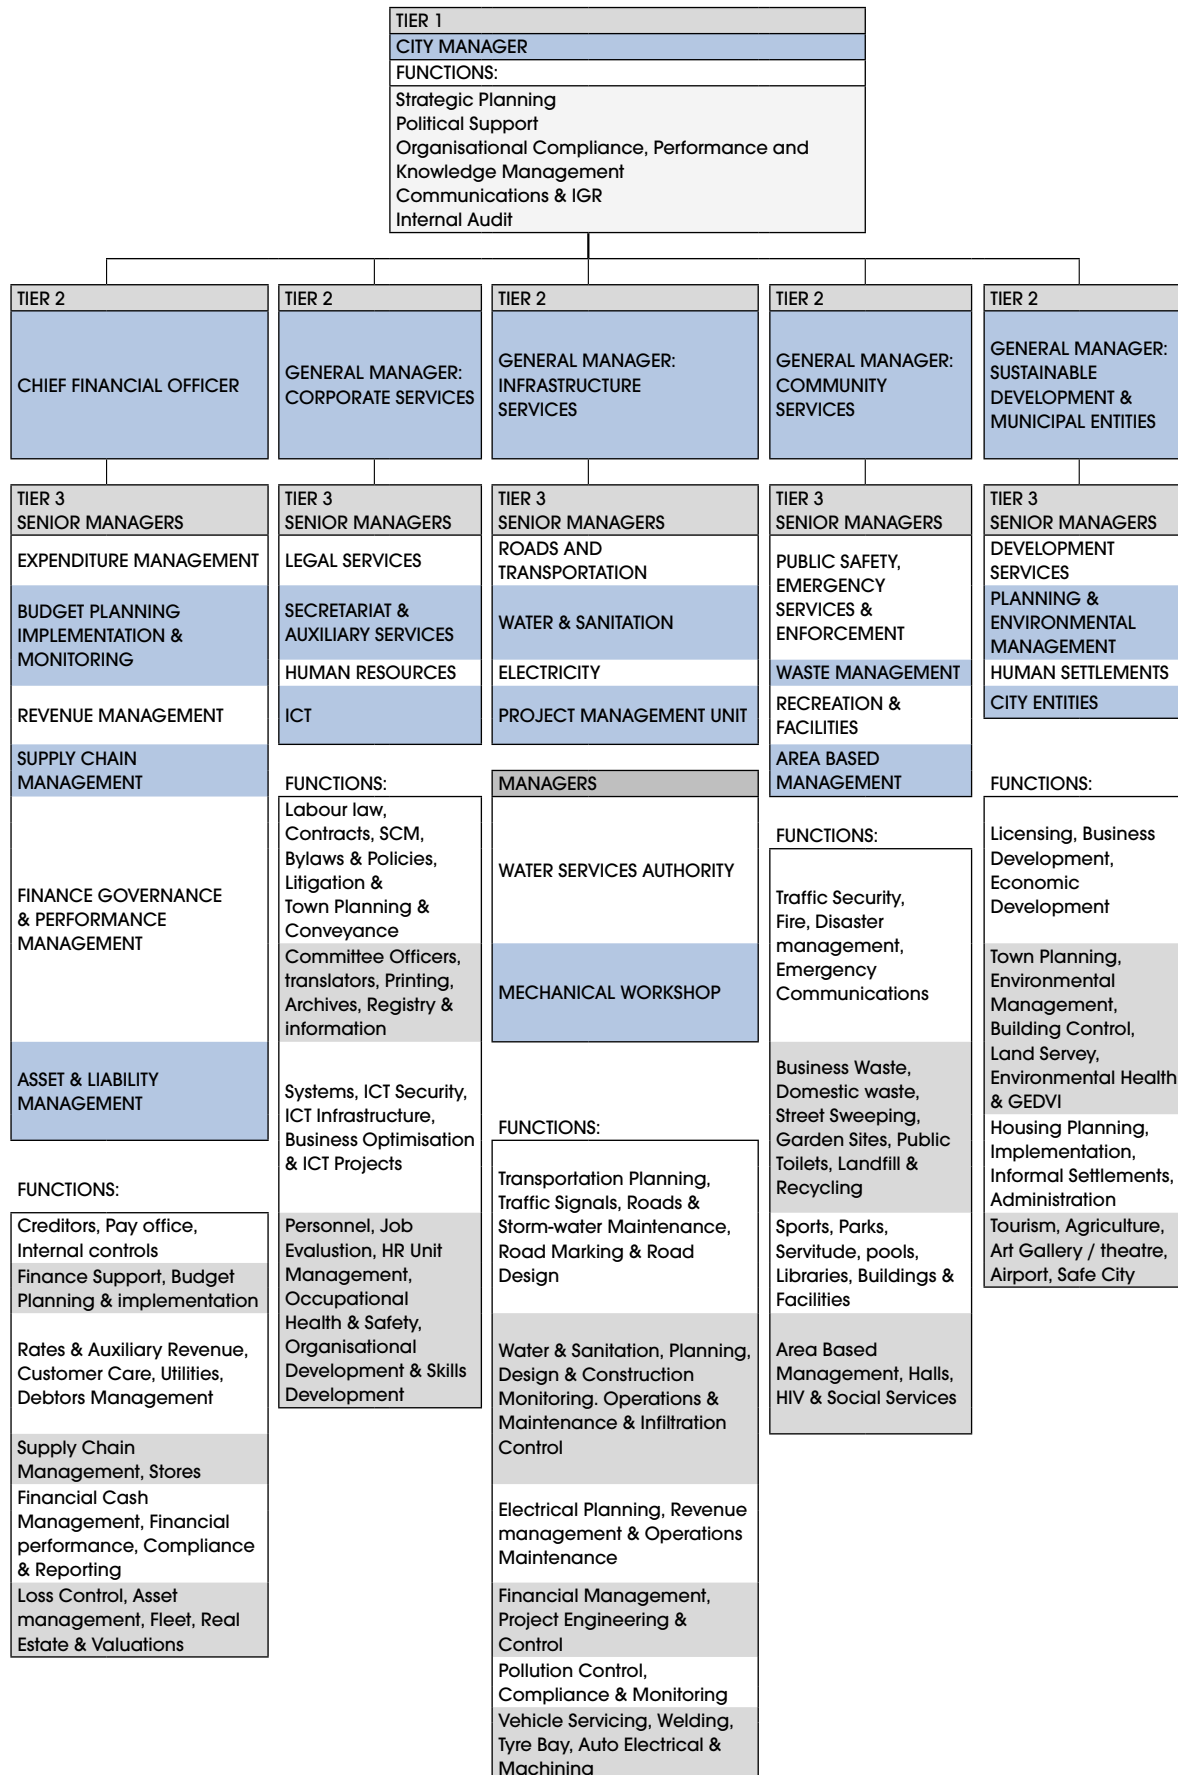 TIER 1
CITY MANAGER
FUNCTIONS:
Strategic Planning
Political Support
Organisational Compliance, Performance and
Knowledge Management
Communications & IGR
Internal Audit
TIER 2
CHIEF FINANCIAL OFFICER
TIER 3
SENIOR MANAGERS
EXPENDITURE MANAGEMENT
BUDGET PLANNING
IMPLEMENTATION &
MONITORING
REVENUE MANAGEMENT
SUPPLY CHAIN
MANAGEMENT
FINANCE GOVERNANCE
& PERFORMANCE
MANAGEMENT
ASSET & LIABILITY
MANAGEMENT
FUNCTIONS:
Creditors, Pay office,
Internal controls
Finance Support, Budget
Planning & implementation
Rates & Auxiliary Revenue,
Customer Care, Utilities,
Debtors Management
Supply Chain
Management, Stores
Financial Cash
Management, Financial
performance, Compliance
& Reporting
Loss Control, Asset
management, Fleet, Real
Estate & Valuations
TIER 2
GENERAL MANAGER:
CORPORATE SERVICES
TIER 3
SENIOR MANAGERS
LEGAL SERVICES
SECRETARIAT &
AUXILIARY SERVICES
HUMAN RESOURCES
ICT
FUNCTIONS:
Labour law,
Contracts, SCM,
Bylaws & Policies,
Litigation &
Town Planning &
Conveyance
Committee Officers,
translators, Printing,
Archives, Registry &
information
Systems, ICT Security,
ICT Infrastructure,
Business Optimisation
& ICT Projects
Personnel, Job
Evaluation, HR Unit
Management,
Occupational
Health & Safety,
Organisational
Development & Skills
Development
TIER 2
GENERAL MANAGER:
INFRASTRUCTURE
SERVICES
TIER 3
SENIOR MANAGERS
ROADS AND
TRANSPORTATION
WATER & SANITATION
ELECTRICITY
PROJECT MANAGEMENT UNIT
MANAGERS
WATER SERVICES AUTHORITY
MECHANICAL WORKSHOP
FUNCTIONS:
Transportation Planning,
Traffic Signals, Roads &
Storm-water Maintenance,
Road Marking & Road
Design
Water & Sanitation, Planning,
Design & Construction
Monitoring. Operations &
Maintenance & Infiltration
Control
Electrical Planning, Revenue
management & Operations
Maintenance
Financial Management,
Project Engineering &
Control
Pollution Control,
Compliance & Monitoring
Vehicle Servicing, Welding,
Tyre Bay, Auto Electrical &
Machining
TIER 2
GENERAL MANAGER:
COMMUNITY
SERVICES
TIER 3
SENIOR MANAGERS
PUBLIC SAFETY,
EMERGENCY
SERVICES &
ENFORCEMENT
WASTE MANAGEMENT
RECREATION &
FACILITIES
AREA BASED
MANAGEMENT
FUNCTIONS:
Traffic Security,
Fire, Disaster
management,
Emergency
Communications
Business Waste,
Domestic waste,
Street Sweeping,
Garden Sites, Public
Toilets, Landfill &
Recycling
Sports, Parks,
Servitude, pools,
Libraries, Buildings &
Facilities
Area Based
Management, Halls,
HIV & Social Services
TIER 2
GENERAL MANAGER:
SUSTAINABLE
DEVELOPMENT &
MUNICIPAL ENTITIES
TIER 3
SENIOR MANAGERS
DEVELOPMENT
SERVICES
PLANNING &
ENVIRONMENTAL
MANAGEMENT
HUMAN SETTLEMENTS
CITY ENTITIES
FUNCTIONS:
Licensing, Business
Development,
Economic
Development
Town Planning,
Environmental
Management,
Building Control,
Land Servey,
Environmental Health
& GEDVI
Housing Planning,
Implementation,
Informal Settlements,
Administration
Tourism, Agriculture,
Art Gallery / theatre,
Airport, Safe City